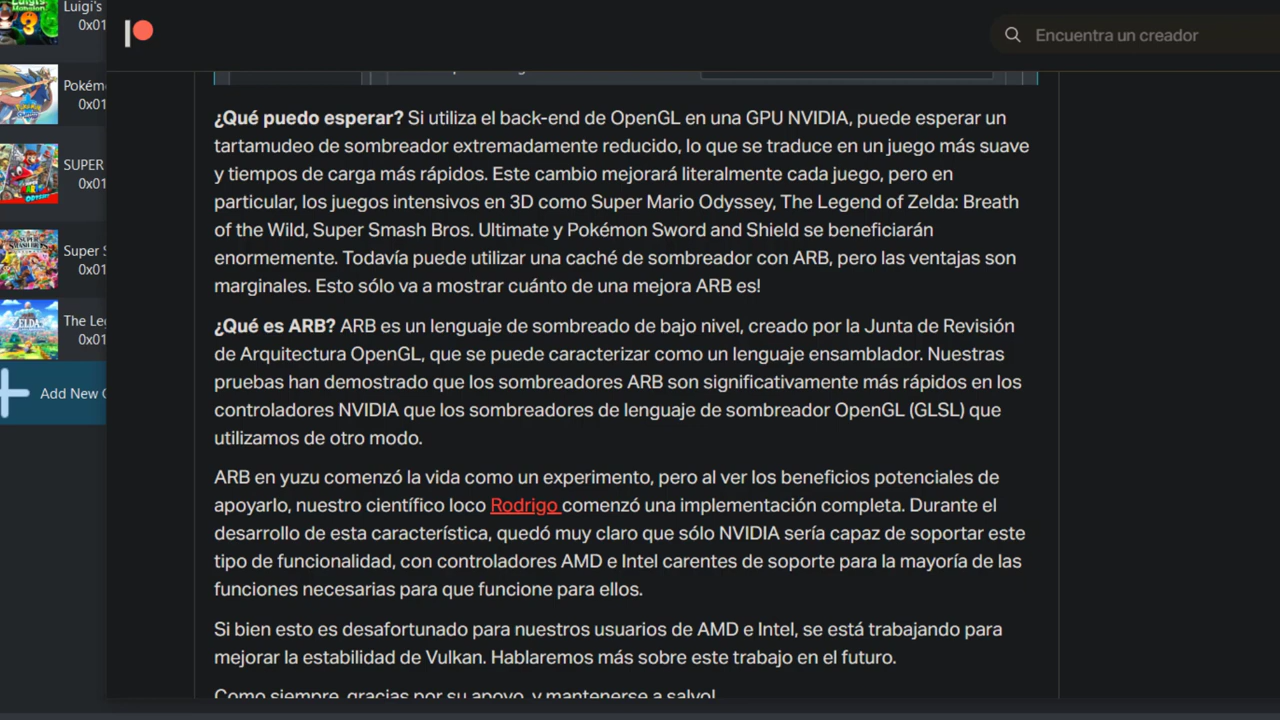 Luigi's
0x01
Pokém
0x01
SUPER
0x01
Super S
0x01
The Le
0x01
Add New
Encuentra un creador
¿Qué puedo esperar? Si utiliza el back-end de OpenGL en una GPU NVIDIA, puede esperar un
tartamudeo de sombreador extremadamente reducido, lo que se traduce en un juego más suave
y tiempos de carga más rápidos. Este cambio mejorará literalmente cada juego, pero en
particular, los juegos intensivos en 3D como Super Mario Odyssey, The Legend of Zelda: Breath
of the Wild, Super Smash Bros. Ultimate y Pokémon Sword and Shield se beneficiarán
enormemente. Todavía puede utilizar una caché de sombreador con ARB, pero las ventajas son
marginales. Esto sólo va a mostrar cuánto de una mejora ARB es!
¿Qué es ARB? ARB es un lenguaje de sombreado de bajo nivel, creado por la Junta de Revisión
de Arquitectura OpenGL, que se puede caracterizar como un lenguaje ensamblador. Nuestras
pruebas han demostrado que los sombreadores ARB son significativamente más rápidos en los
controladores NVIDIA que los sombreadores de lenguaje de sombreador OpenGL (GLSL) que
utilizamos de otro modo.
ARB en yuzu comenzó la vida como un experimento, pero al ver los beneficios potenciales de
apoyarlo, nuestro científico loco Rodrigo comenzó una implementación completa. Durante el
desarrollo de esta característica, quedó muy claro que sólo NVIDIA sería capaz de soportar este
tipo de funcionalidad, con controladores AMD e Intel carentes de soporte para la mayoría de las
funciones necesarias para que funcione para ellos.
Si bien esto es desafortunado para nuestros usuarios de AMD e Intel, se está trabajando para
mejorar la estabilidad de Vulkan. Hablaremos más sobre este trabajo en el futuro.
Como siempre, gracias por su apoyo, y mantenerse a salvo!